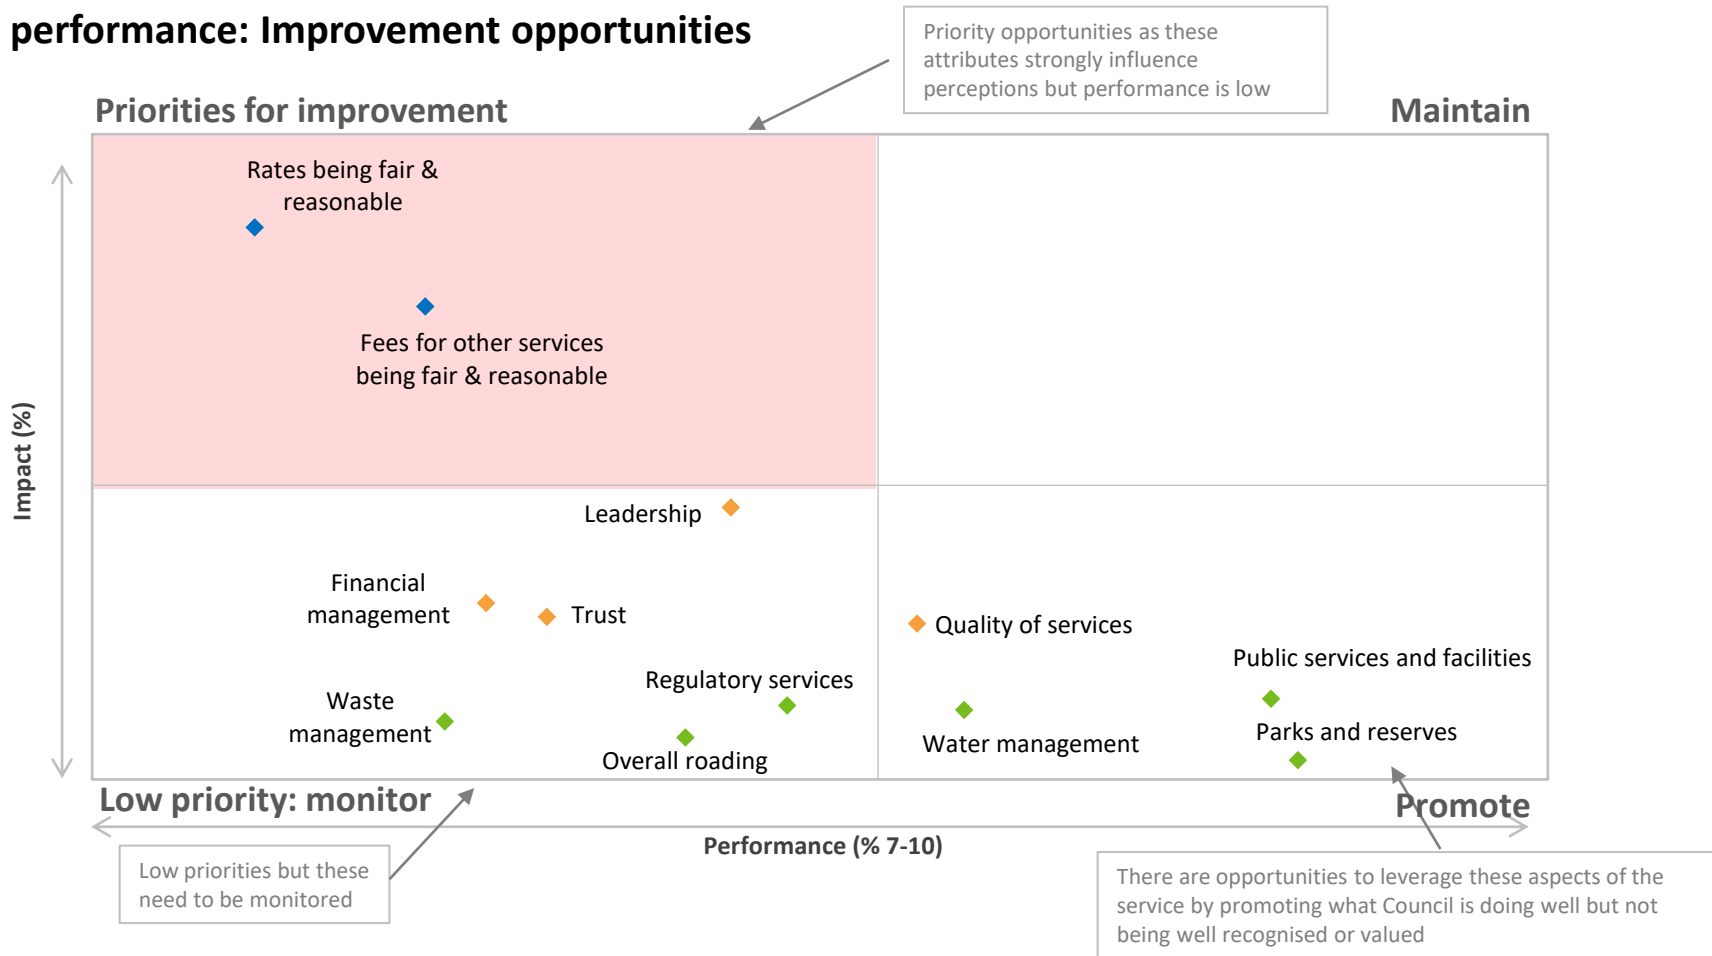 performance: Improvement opportunities
Priority opportunities as these
attributes strongly influence
perceptions but performance is low
Priorities for improvement
Maintain
Rates being fair &
reasonable
Fees for other services
being fair & reasonable
Impact (%)
Leadership
Financial
management
Trust
Quality of services
Public services and facilities
Regulatory services
Waste
management
Parks and reserves
Water management
Overall roading
Low priority: monitor
Promote
Performance (% 7-10)
Low priorities but these
need to be monitored
There are opportunities to leverage these aspects of the
service by promoting what Council is doing well but not
being well recognised or valued